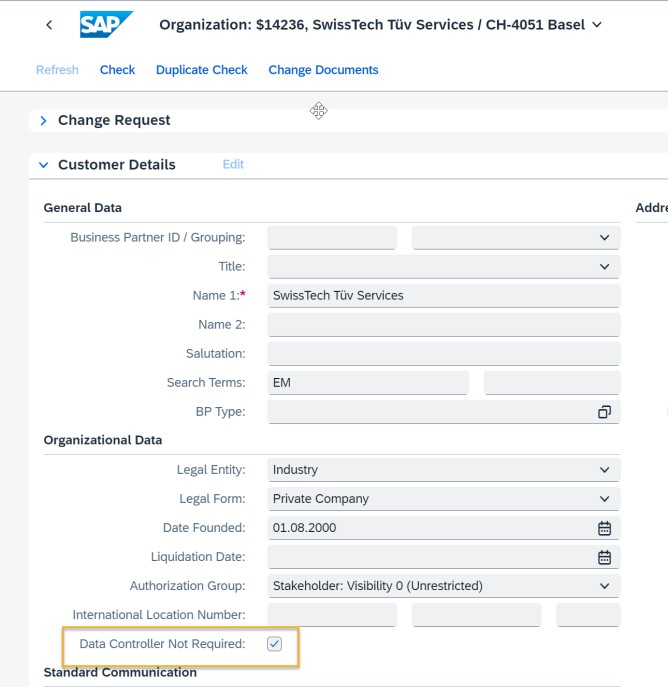 SAP Organization: $14236, SwissTech Tüv Services / CH-4051 Basel
Refresh Check Duplicate Check Change Documents
Change Request
Customer Details Edit
General Data
Business Partner ID / Grouping:
Title:
Name 1:* SwissTech Tüv Services
Name 2:
Salutation:
Search Terms: EM
BP Type:
Organizational Data
Legal Entity: Industry
Legal Form: Private Company
Date Founded: 01.08.2000
Liquidation Date:
Authorization Group: Stakeholder: Visibility 0 (Unrestricted)
International Location Number:
Data Controller Not Required:
Standard Communication
Addre